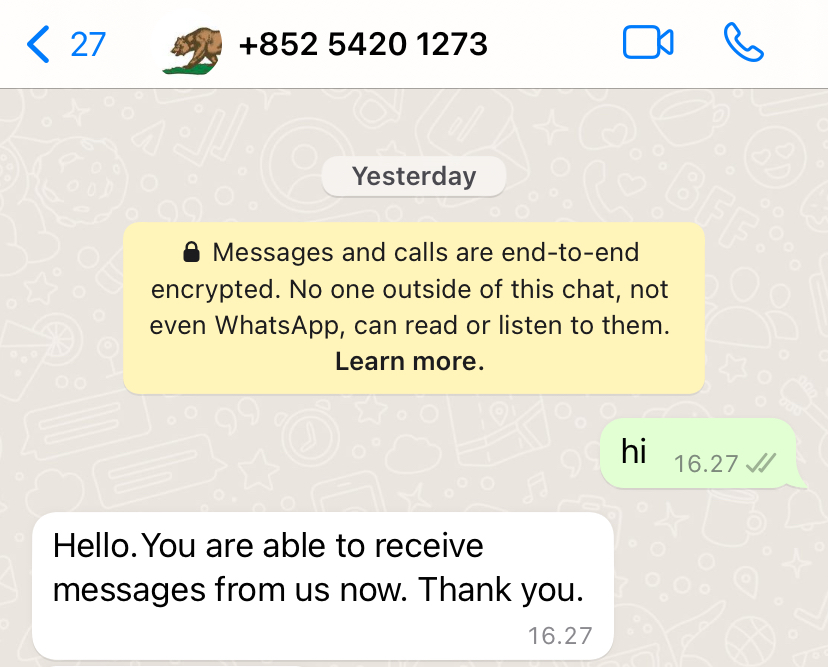 27
+852 5420 1273
Yesterday
Messages and calls are end-to-end
encrypted. No one outside of this chat, not
even WhatsApp, can read or listen to them.
Learn more.
hi
16.27
Hello.You are able to receive
messages from us now. Thank you.
16.27